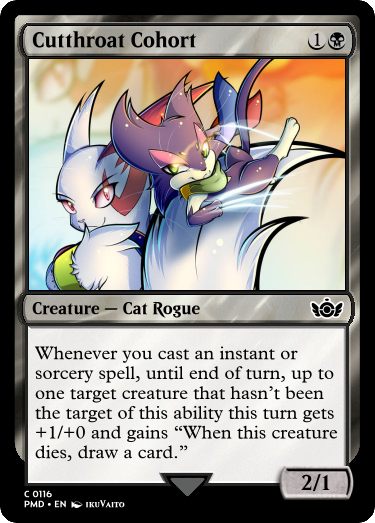 Cutthroat Cohort 1
Creature — Cat Rogue
Whenever you cast an instant or
sorcery spell, until end of turn, up to
one target creature that hasn’t been
the target of this ability this turn gets
+1/+0 and gains “When this creature
dies, draw a card.”
2/1
C 0116
PMD • EN IKUVAITO